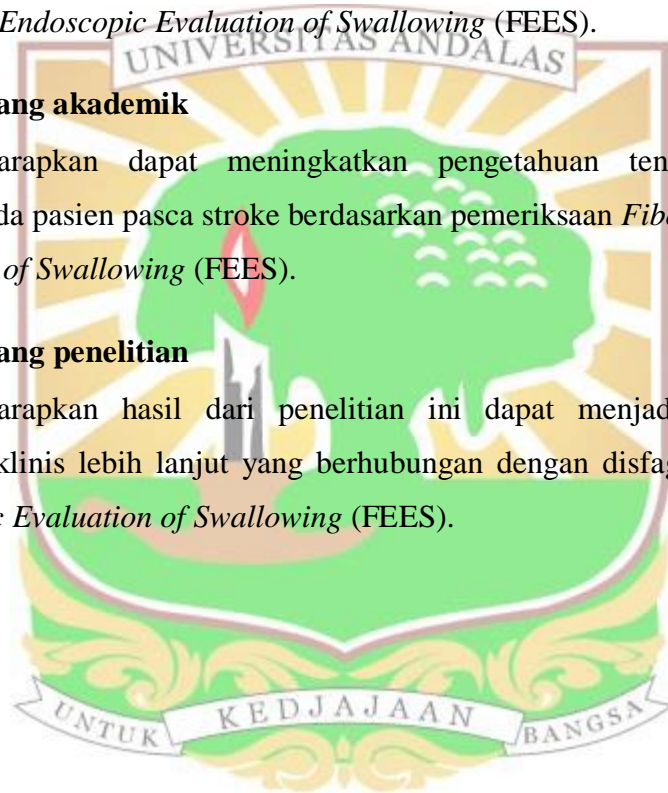 Endoscopic Evaluation of Swallowing (FEES).
UNIVERSITAS ANDALAS
ang akademik
arapkan dapat meningkatkan pengetahuan ten
da pasien pasca stroke berdasarkan pemeriksaan Fib
of Swallowing (FEES).
ang penelitian
arapkan hasil dari penelitian ini dapat menjad
klinis lebih lanjut yang berhubungan dengan disfag
c Evaluation of Swallowing (FEES).
UNTUK KEDJAJAAN BANGSA